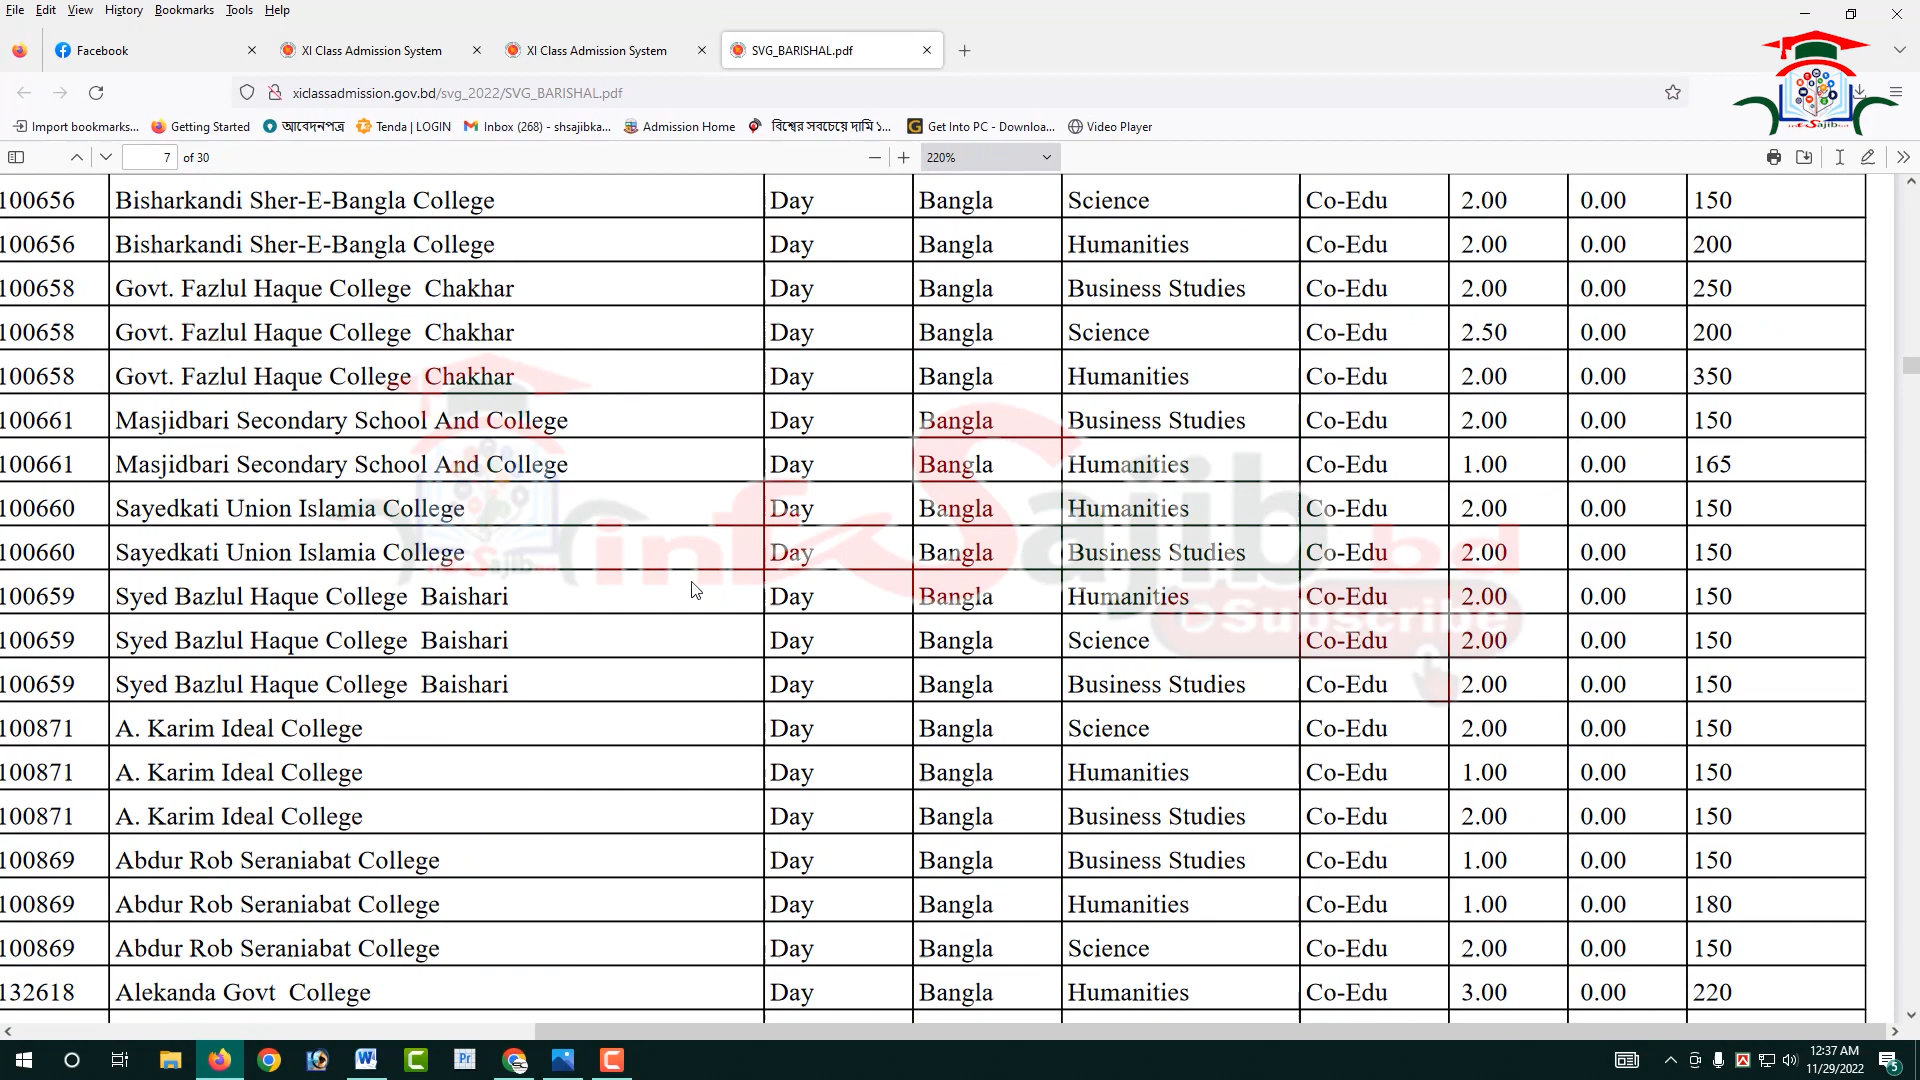 File Edit View History Bookmarks Tools Help
Facebook XI Class Admission System XI Class Admission System SVG_BARISHAL.pdf
xiclassadmission.gov.bd/svg_2022/SVG_BARISHAL.pdf
Import bookmarks... Getting Started আবেদনপত্র Tenda | LOGIN Inbox (268) - shsajibka... Admission Home বিশ্বের সবচেয়ে দামি ১... Get Into PC - Downloa... Video Player
7 of 30 220%
100656 Bisharkandi Sher-E-Bangla College Day Bangla Science Co-Edu 2.00 0.00 150
100656 Bisharkandi Sher-E-Bangla College Day Bangla Humanities Co-Edu 2.00 0.00 200
100658 Govt. Fazlul Haque College Chakhar Day Bangla Business Studies Co-Edu 2.00 0.00 250
100658 Govt. Fazlul Haque College Chakhar Day Bangla Science Co-Edu 2.50 0.00 200
100658 Govt. Fazlul Haque College Chakhar Day Bangla Humanities Co-Edu 2.00 0.00 350
100661 Masjidbari Secondary School And College Day Bangla Business Studies Co-Edu 2.00 0.00 150
100661 Masjidbari Secondary School And College Day Bangla Humanities Co-Edu 1.00 0.00 165
100660 Sayedkati Union Islamia College Day Bangla Humanities Co-Edu 2.00 0.00 150
100660 Sayedkati Union Islamia College Day Bangla Business Studies Co-Edu 2.00 0.00 150
100659 Syed Bazlul Haque College Baishari Day Bangla Humanities Co-Edu 2.00 0.00 150
100659 Syed Bazlul Haque College Baishari Day Bangla Science Co-Edu 2.00 0.00 150
100659 Syed Bazlul Haque College Baishari Day Bangla Business Studies Co-Edu 2.00 0.00 150
100871 A. Karim Ideal College Day Bangla Science Co-Edu 2.00 0.00 150
100871 A. Karim Ideal College Day Bangla Humanities Co-Edu 1.00 0.00 150
100871 A. Karim Ideal College Day Bangla Business Studies Co-Edu 2.00 0.00 150
100869 Abdur Rob Seraniabat College Day Bangla Business Studies Co-Edu 1.00 0.00 150
100869 Abdur Rob Seraniabat College Day Bangla Humanities Co-Edu 1.00 0.00 180
100869 Abdur Rob Seraniabat College Day Bangla Science Co-Edu 2.00 0.00 150
132618 Alekanda Govt College Day Bangla Humanities Co-Edu 3.00 0.00 220
infoSajib bd
Subscribe
12:37 AM
11/29/2022
5